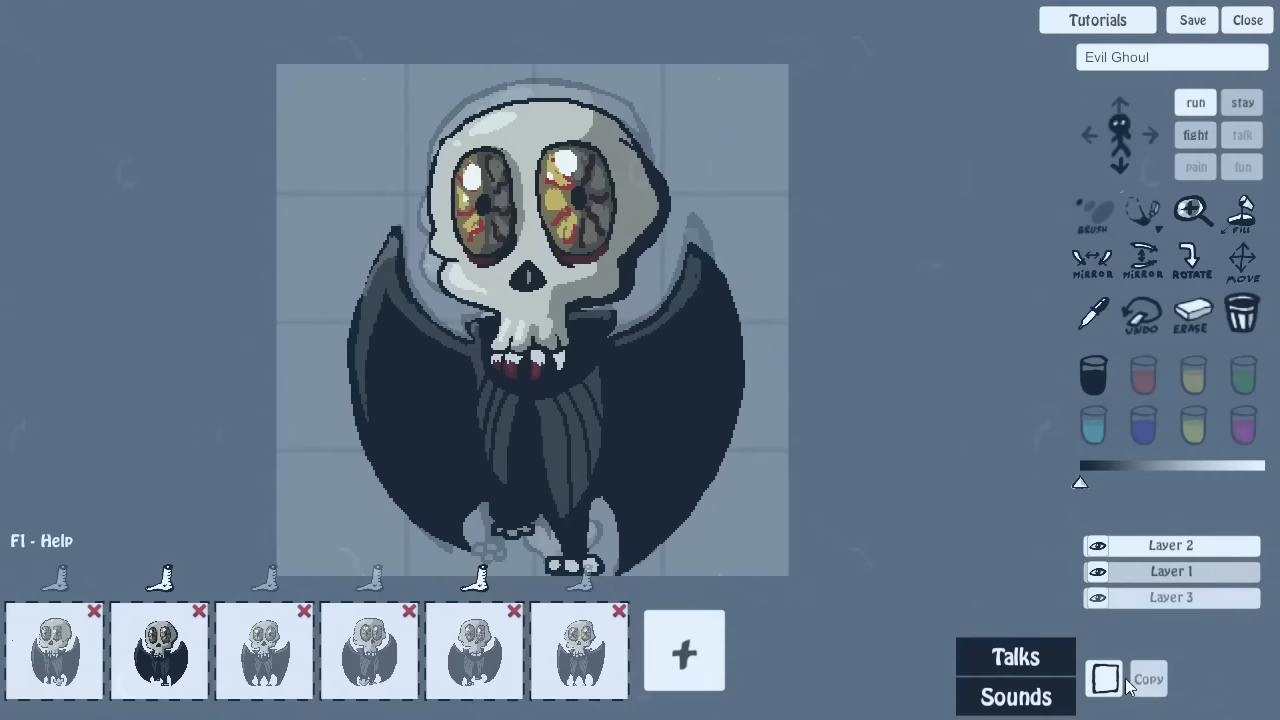 Tutorials
Save
Close
Evil Ghoul
run
stay
fight
talk
pain
fun
BRUSH
FILL
MIRROR
MIRROR
ROTATE
MOVE
UNDO
ERASE
F1 - Help
Layer 2
Layer 1
Layer 3
Talks
Sounds
Copy